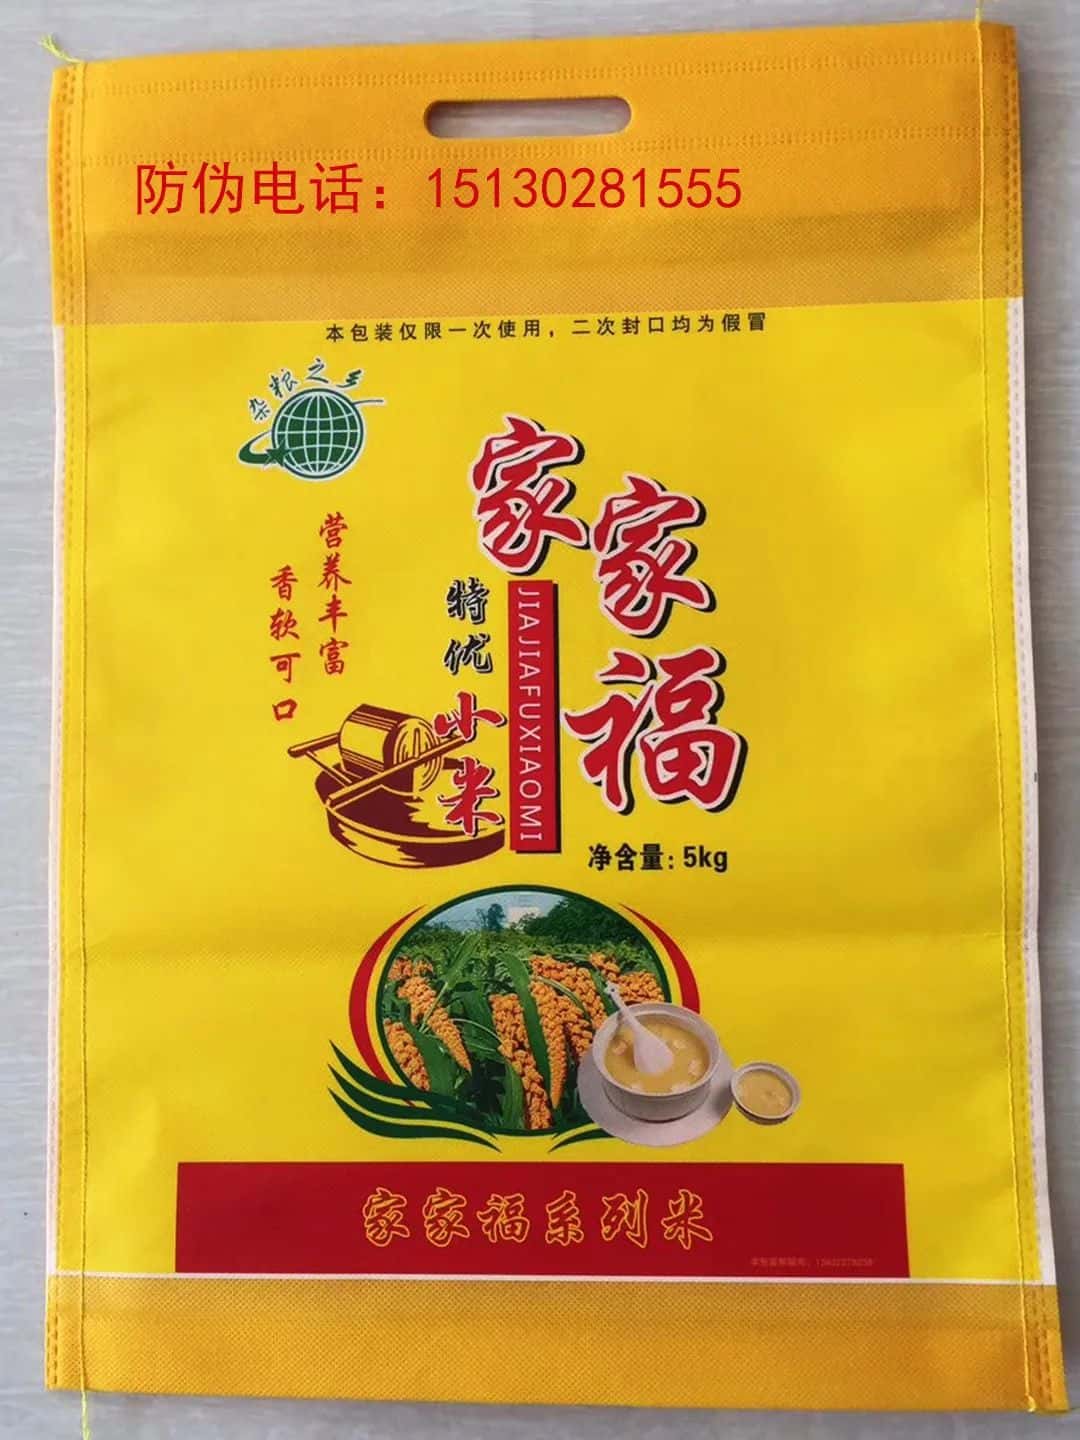 防伪电话：15130281555
本包装仅限一次使用，二次封口均为假冒
杂粮之乡
家家福
营养丰富
香软可口
特优
小米
JIAJIAFUXIAOMI
净含量：5kg
家家福系列米